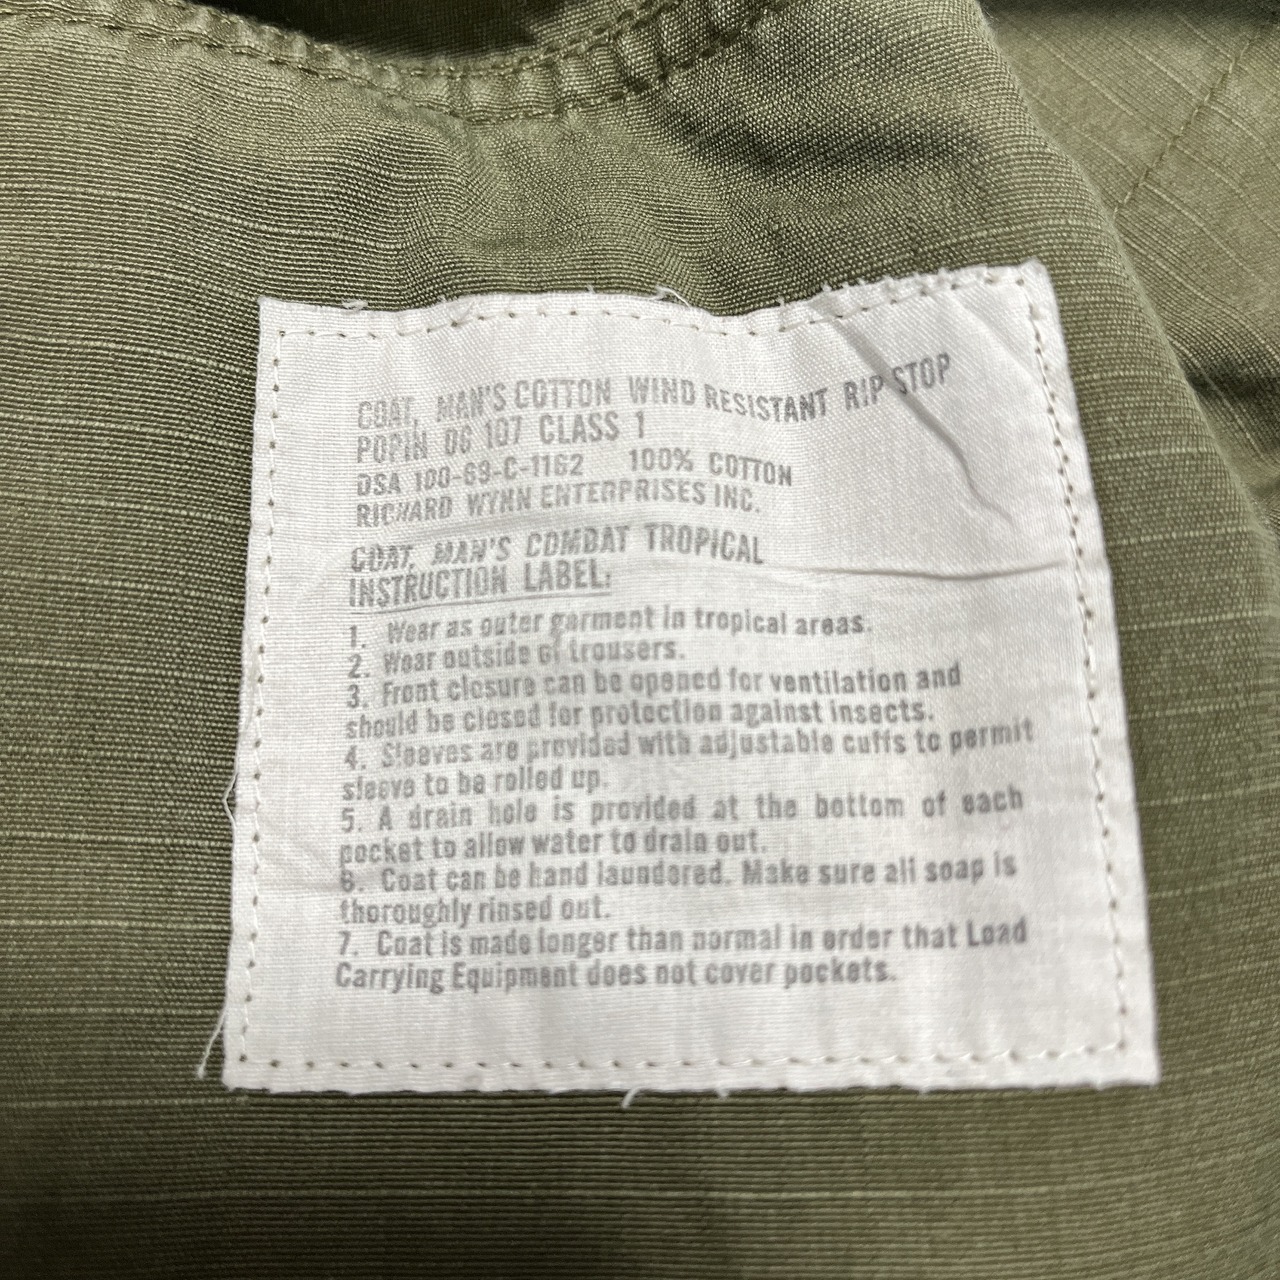 COAT, MAN'S COTTON WIND RESISTANT RIP STOP
POPIN OG 107 CLASS 1
DSA 100-69-C-1162 100% COTTON
RICHARD WYNN ENTERPRISES INC.
COAT, MAN'S COMBAT TROPICAL
INSTRUCTION LABEL:
1. Wear as outer garment in tropical areas.
2. Wear outside of trousers.
3. Front closure can be opened for ventilation and
should be closed for protection against insects.
4. Sleeves are provided with adjustable cuffs to permit
sleeve to be rolled up.
5. A drain hole is provided at the bottom of each
pocket to allow water to drain out.
6. Coat can be hand laundered. Make sure all soap is
thoroughly rinsed out.
7. Coat is made longer than normal in order that Load
Carrying Equipment does not cover pockets.